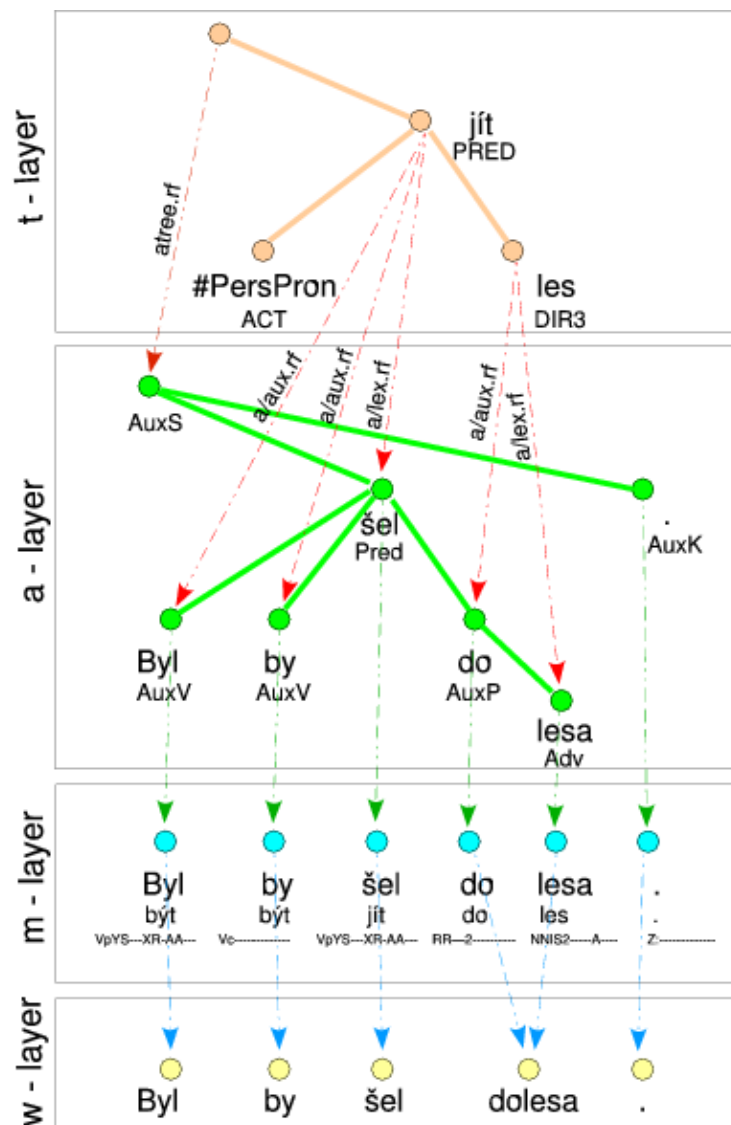 t - layer
jít
PRED
atree.rf
#PersPron
ACT
les
DIR3
a - layer
a/aux.rf
a/aux.rf
a/lex.rf
a/aux.rf
a/lex.rf
AuxS
šel
Pred
.
AuxK
Byl
AuxV
by
AuxV
do
AuxP
lesa
Adv
m - layer
Byl by šel do lesa .
být být jít do les .
VpYS---XR-AA--- Vc------------- VpYS---XR-AA--- RR--2---------- NNIS2-----A---- Z:-------------
w - layer
Byl by šel dolesa .